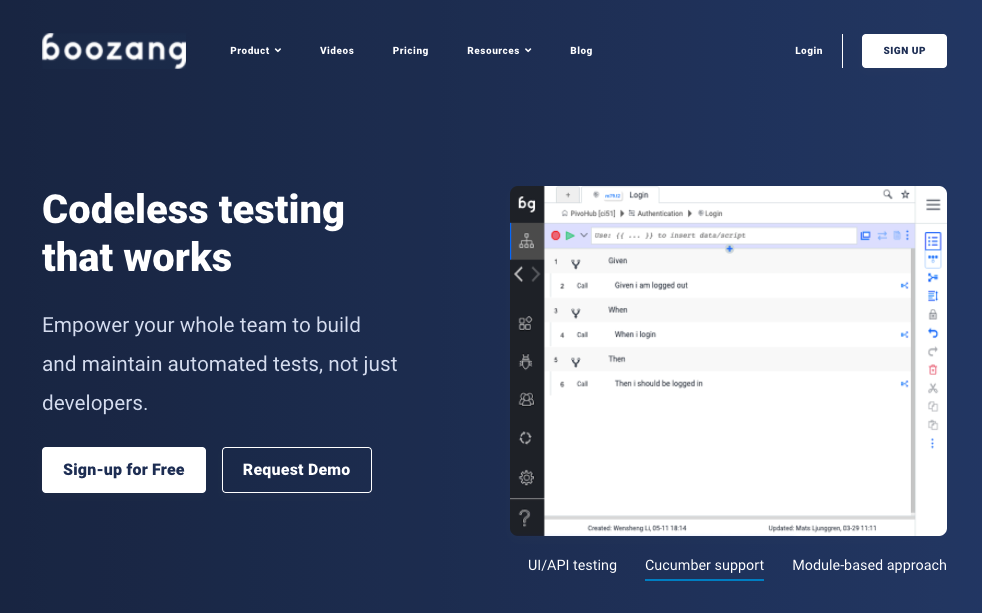 boozang
Product
Videos
Pricing
Resources
Blog
Login
SIGN UP
Codeless testing
that works
Empower your whole team to build
and maintain automated tests, not just
developers.
Sign-up for Free
Request Demo
bg
+
Login
PivoHub [ci51] Authentication Login
Use: {{ ... }} to insert data/script
1 Given
2 Call Given i am logged out
3 When
4 Call When i login
5 Then
6 Call Then i should be logged in
Created: Wensheng Li, 05-11 18:14
Updated: Mats Ljunggren, 03-29 11:11
UI/API testing
Cucumber support
Module-based approach